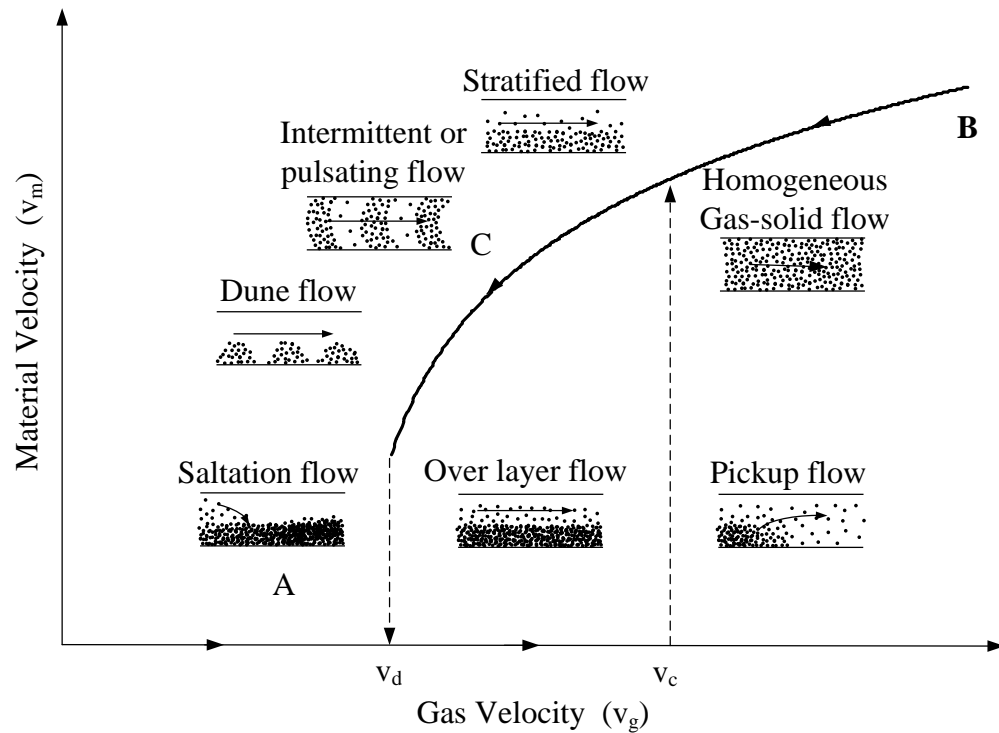 Stratified flow
Intermittent or
pulsating flow
B
Homogeneous
Gas-solid flow
C
Dune flow
Material Velocity (vm)
Saltation flow
Over layer flow
Pickup flow
A
vd
vc
Gas Velocity (vg)